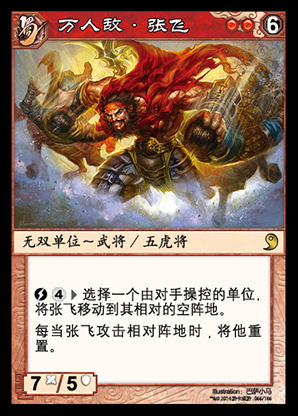 蜀
万人敌·张飞
6
无双单位~武将/五虎将
4 选择一个由对手操控的单位,
将张飞移动到其相对的空阵地。
每当张飞攻击相对阵地时,将他重
置。
7/5
Illustration:巴萨小马